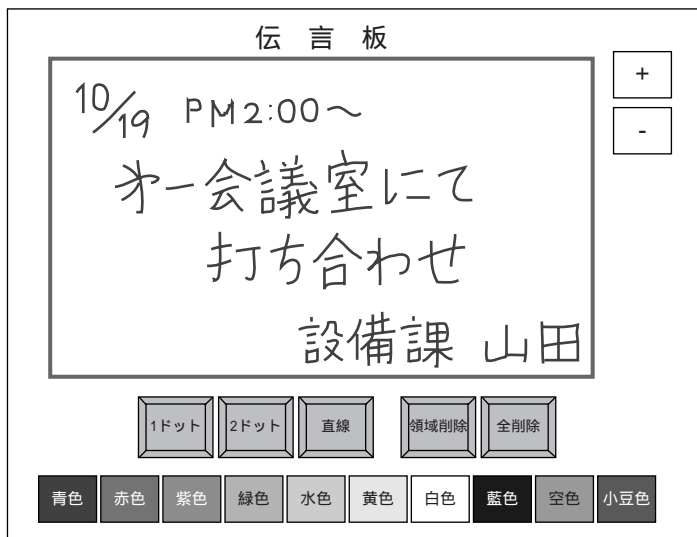 伝言板
+
-
10/19 PM2:00～
第一会議室にて
打ち合わせ
設備課 山田
1ドット 2ドット 直線 領域削除 全削除
青色 赤色 紫色 緑色 水色 黄色 白色 藍色 空色 小豆色